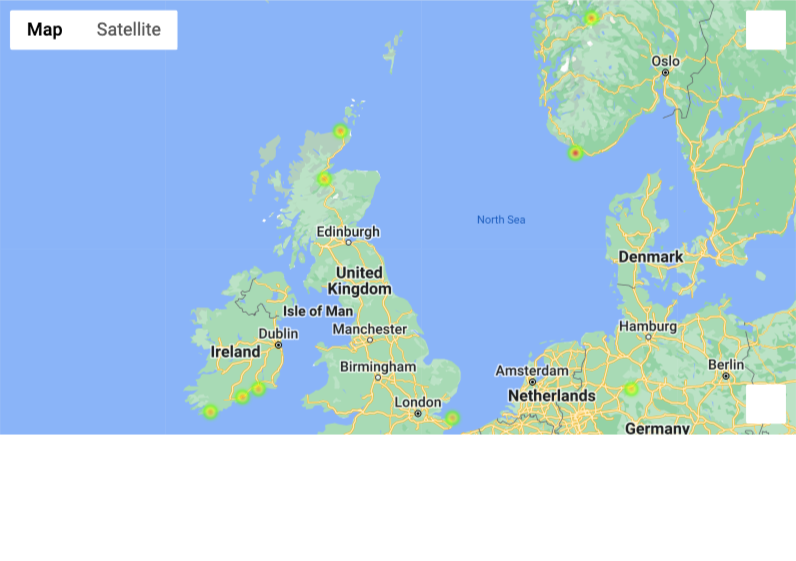 Map Satellite
Oslo
North Sea
Edinburgh
Denmark
United
Kingdom
Isle of Man
Hamburg
Manchester
Dublin
Ireland
Birmingham
Amsterdam
Berlin
Netherlands
London
Germany